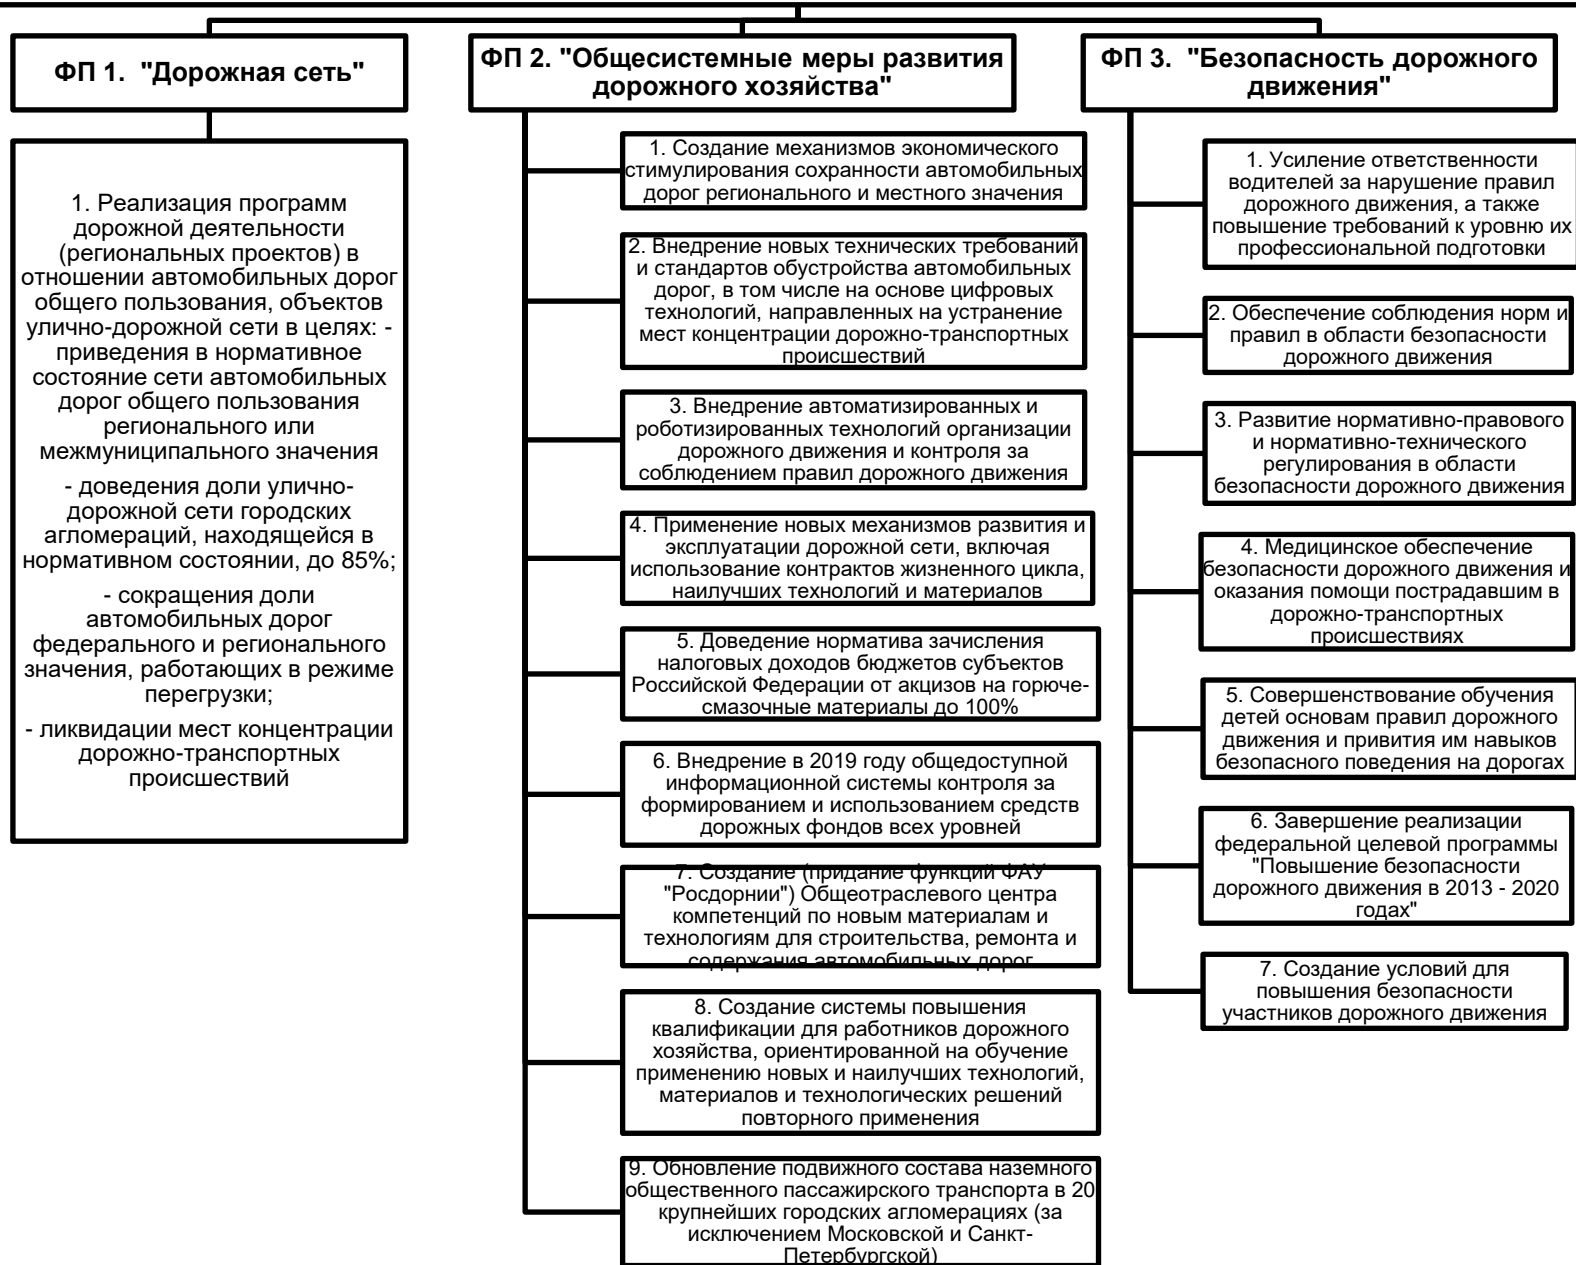 ФП 1. "Дорожная сеть"
1. Реализация программ
дорожной деятельности
(региональных проектов) в
отношении автомобильных дорог
общего пользования, объектов
улично-дорожной сети в целях: -
приведения в нормативное
состояние сети автомобильных
дорог общего пользования
регионального или
межмуниципального значения
- доведения доли улично-
дорожной сети городских
агломераций, находящейся в
нормативном состоянии, до 85%;
- сокращения доли
автомобильных дорог
федерального и регионального
значения, работающих в режиме
перегрузки;
- ликвидации мест концентрации
дорожно-транспортных
происшествий
ФП 2. "Общесистемные меры развития
дорожного хозяйства"
1. Создание механизмов экономического
стимулирования сохранности автомобильных
дорог регионального и местного значения
2. Внедрение новых технических требований
и стандартов обустройства автомобильных
дорог, в том числе на основе цифровых
технологий, направленных на устранение
мест концентрации дорожно-транспортных
происшествий
3. Внедрение автоматизированных и
роботизированных технологий организации
дорожного движения и контроля за
соблюдением правил дорожного движения
4. Применение новых механизмов развития и
эксплуатации дорожной сети, включая
использование контрактов жизненного цикла,
наилучших технологий и материалов
5. Доведение норматива зачисления
налоговых доходов бюджетов субъектов
Российской Федерации от акцизов на горюче-
смазочные материалы до 100%
6. Внедрение в 2019 году общедоступной
информационной системы контроля за
формированием и использованием средств
дорожных фондов всех уровней
7. Создание (придание функций ФАУ
"Росдорнии") Общеотраслевого центра
компетенций по новым материалам и
технологиям для строительства, ремонта и
содержания автомобильных дорог
8. Создание системы повышения
квалификации для работников дорожного
хозяйства, ориентированной на обучение
применению новых и наилучших технологий,
материалов и технологических решений
повторного применения
9. Обновление подвижного состава наземного
общественного пассажирского транспорта в 20
крупнейших городских агломерациях (за
исключением Московской и Санкт-
Петербургской)
ФП 3. "Безопасность дорожного
движения"
1. Усиление ответственности
водителей за нарушение правил
дорожного движения, а также
повышение требований к уровню их
профессиональной подготовки
2. Обеспечение соблюдения норм и
правил в области безопасности
дорожного движения
3. Развитие нормативно-правового
и нормативно-технического
регулирования в области
безопасности дорожного движения
4. Медицинское обеспечение
безопасности дорожного движения и
оказания помощи пострадавшим в
дорожно-транспортных
происшествиях
5. Совершенствование обучения
детей основам правил дорожного
движения и привития им навыков
безопасного поведения на дорогах
6. Завершение реализации
федеральной целевой программы
"Повышение безопасности
дорожного движения в 2013 - 2020
годах"
7. Создание условий для
повышения безопасности
участников дорожного движения